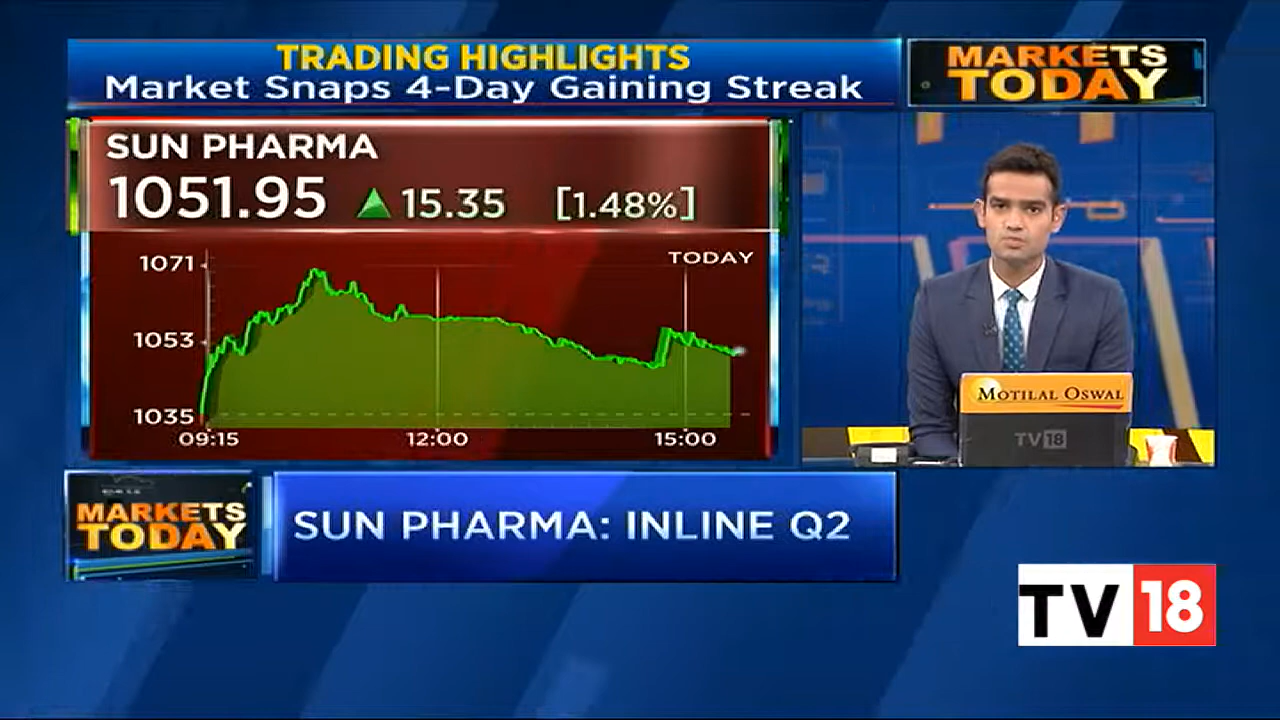 TRADING HIGHLIGHTS
Market Snaps 4-Day Gaining Streak
MARKETS
TODAY
SUN PHARMA
1051.95 ▲ 15.35 [1.48%]
TODAY
1071
1053
1035
09:15 12:00 15:00
MOTILAL OSWAL
TV18
MARKETS
TODAY
SUN PHARMA: INLINE Q2
TV18